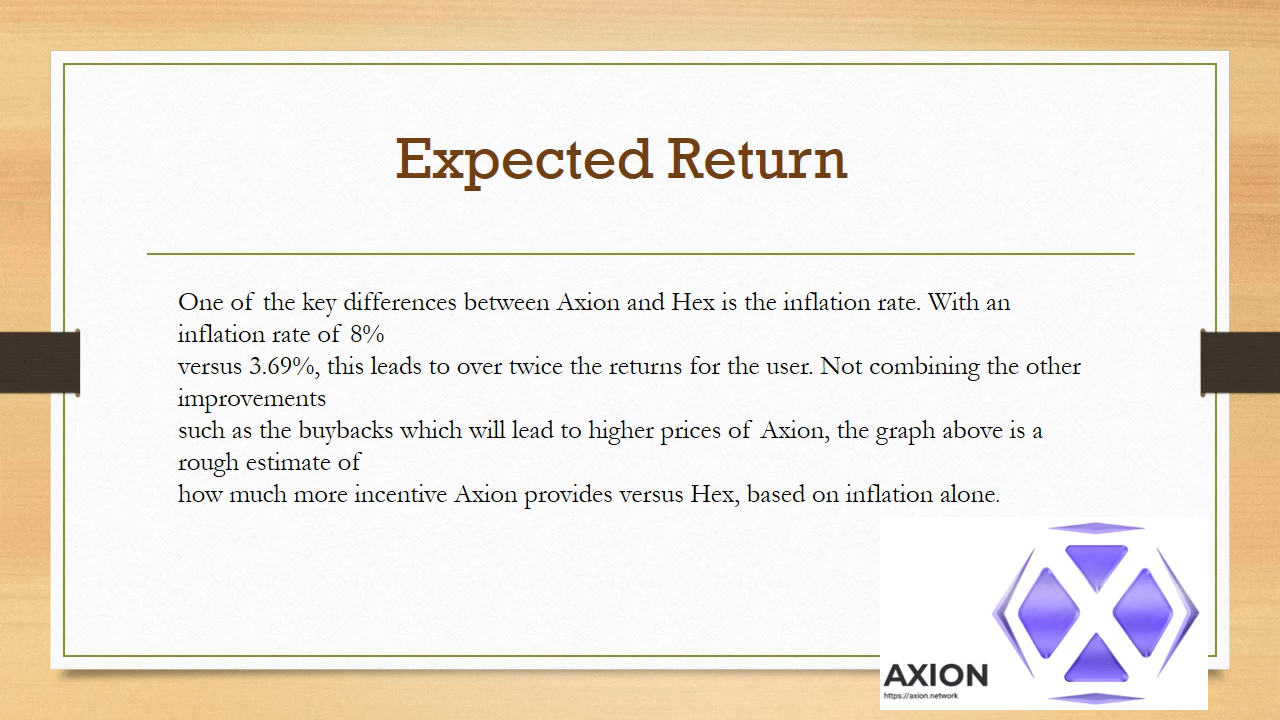 Expected Return
One of the key differences between Axion and Hex is the inflation rate. With an
inflation rate of 8%
versus 3.69%, this leads to over twice the returns for the user. Not combining the other
improvements
such as the buybacks which will lead to higher prices of Axion, the graph above is a
rough estimate of
how much more incentive Axion provides versus Hex, based on inflation alone.
AXION
https://axion.network